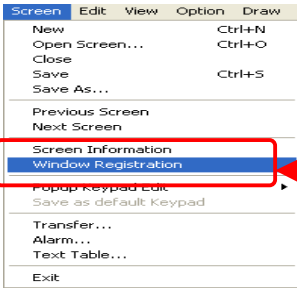 Screen Edit View Option Draw
New Ctrl+N
Open Screen... Ctrl+O
Close
Save Ctrl+S
Save As...
Previous Screen
Next Screen
Screen Information
Window Registration
Popup Keypad Edit
Save as default Keypad
Transfer...
Alarm...
Text Table...
Exit